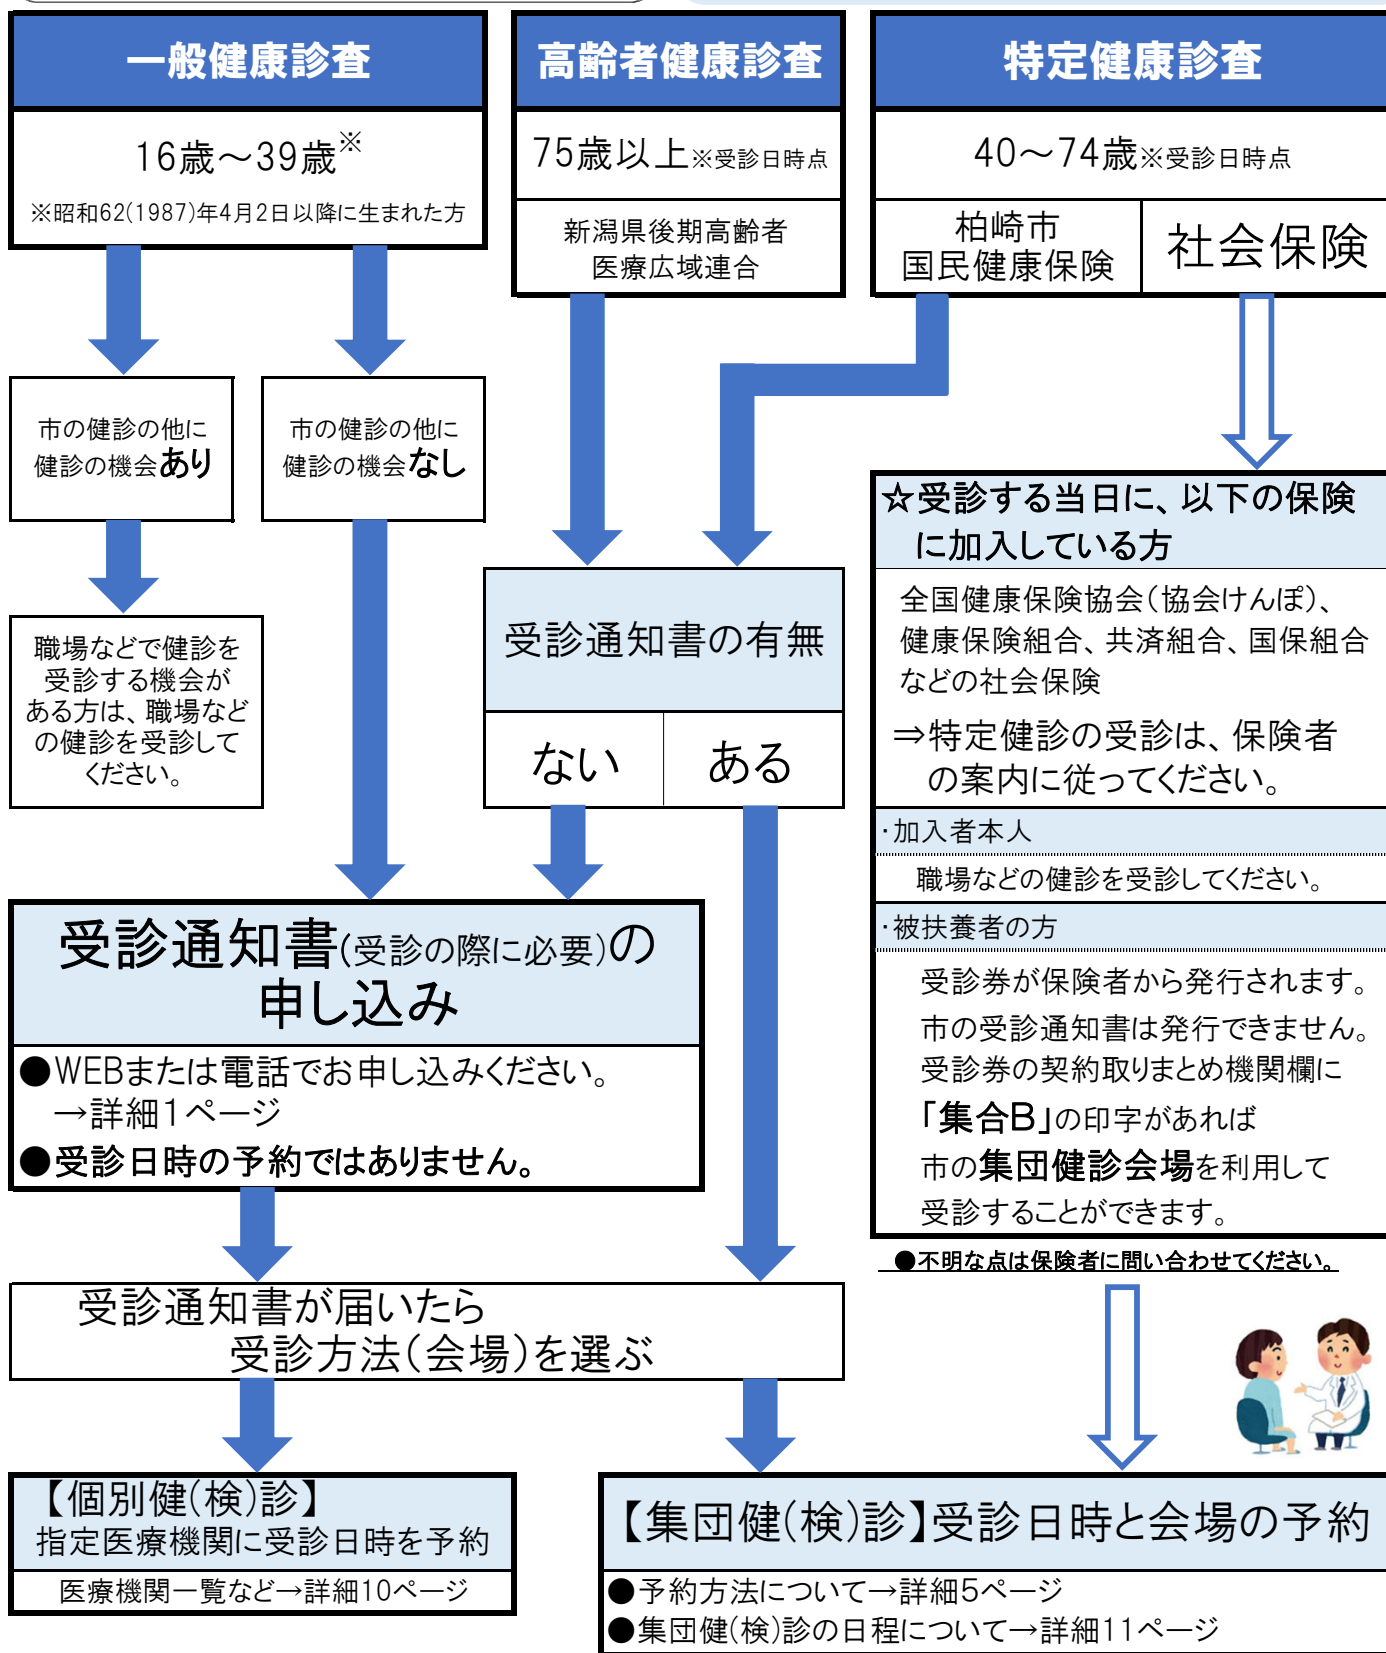 一般健康診査
16歳～39歳※
※昭和62(1987)年4月2日以降に生まれた方
高齢者健康診査
75歳以上※受診日時点
新潟県後期高齢者
医療広域連合
特定健康診査
40～74歳※受診日時点
柏崎市
国民健康保険
社会保険
市の健診の他に
健診の機会あり
市の健診の他に
健診の機会なし
職場などで健診を
受診する機会が
ある方は、職場など
の健診を受診して
ください。
受診通知書の有無
ない
ある
☆受診する当日に、以下の保険
に加入している方
全国健康保険協会(協会けんぽ)、
健康保険組合、共済組合、国保組合
などの社会保険
⇒特定健診の受診は、保険者
の案内に従ってください。
・加入者本人
職場などの健診を受診してください。
・被扶養者の方
受診券が保険者から発行されます。
市の受診通知書は発行できません。
受診券の契約取りまとめ機関欄に
「集合B」の印字があれば
市の集団健診会場を利用して
受診することができます。
●不明な点は保険者に問い合わせてください。
受診通知書(受診の際に必要)の
申し込み
●WEBまたは電話でお申し込みください。
→詳細1ページ
●受診日時の予約ではありません。
受診通知書が届いたら
受診方法(会場)を選ぶ
【個別健(検)診】
指定医療機関に受診日時を予約
医療機関一覧など→詳細10ページ
【集団健(検)診】受診日時と会場の予約
●予約方法について→詳細5ページ
●集団健(検)診の日程について→詳細11ページ